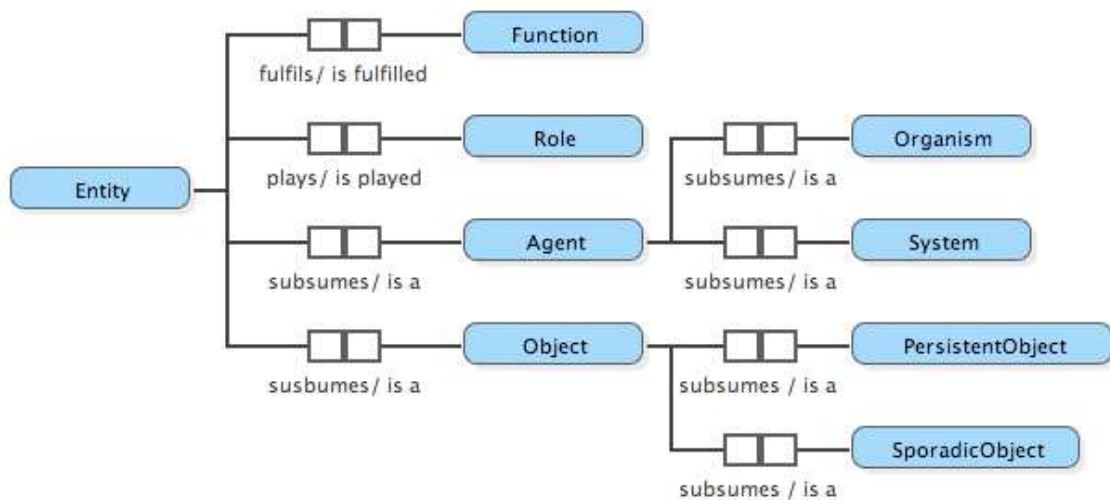 Function
fulfils/ is fulfilled
Role
Organism
plays/ is played
subsumes/ is a
Entity
Agent
System
subsumes/ is a
subsumes/ is a
Object
PersistentObject
susbumes/ is a
subsumes / is a
SporadicObject
subsumes / is a